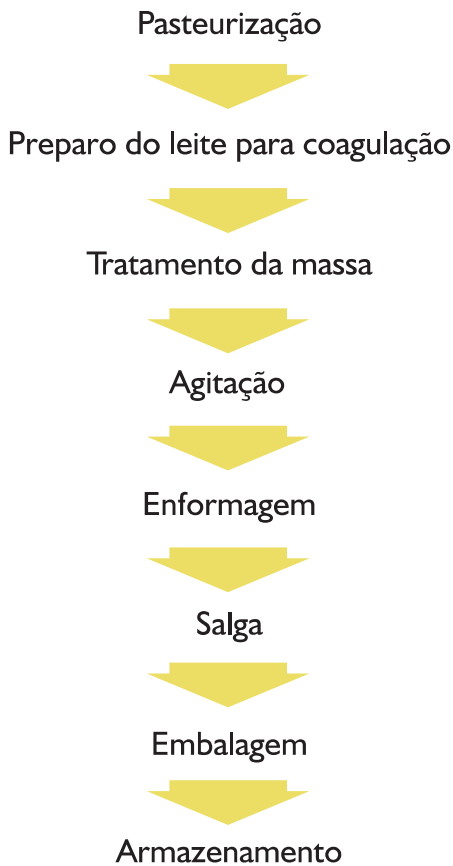 Pasteurização
Preparo do leite para coagulação
Tratamento da massa
Agitação
Enformagem
Salga
Embalagem
Armazenamento